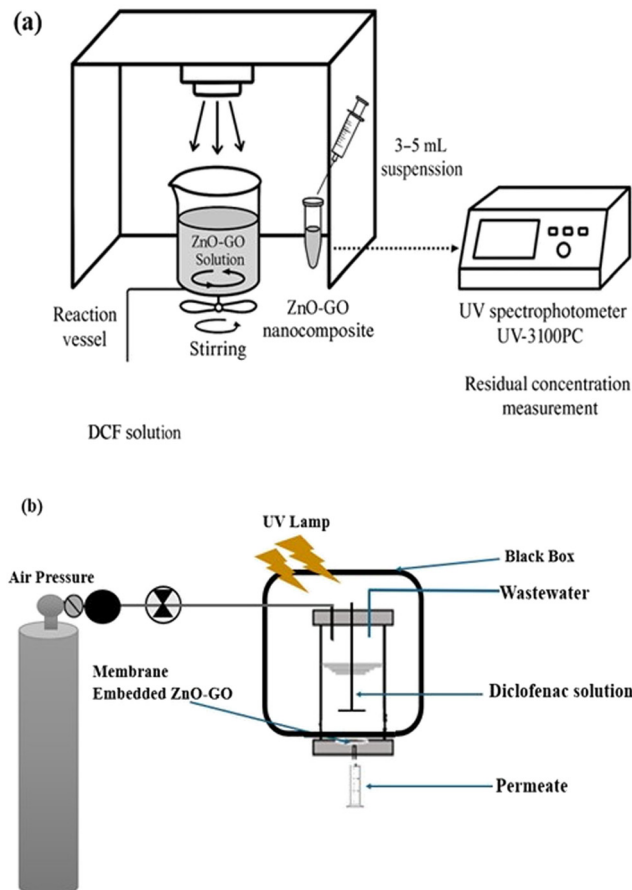 (a)
3–5 mL
suspenssion
ZnO-GO
Solution
Reaction
vessel
Stirring
ZnO-GO
nanocomposite
UV spectrophotometer
UV-3100PC
Residual concentration
measurement
DCF solution
(b)
UV Lamp
Black Box
Air Pressure
Wastewater
Membrane
Embedded ZnO-GO
Diclofenac solution
Permeate